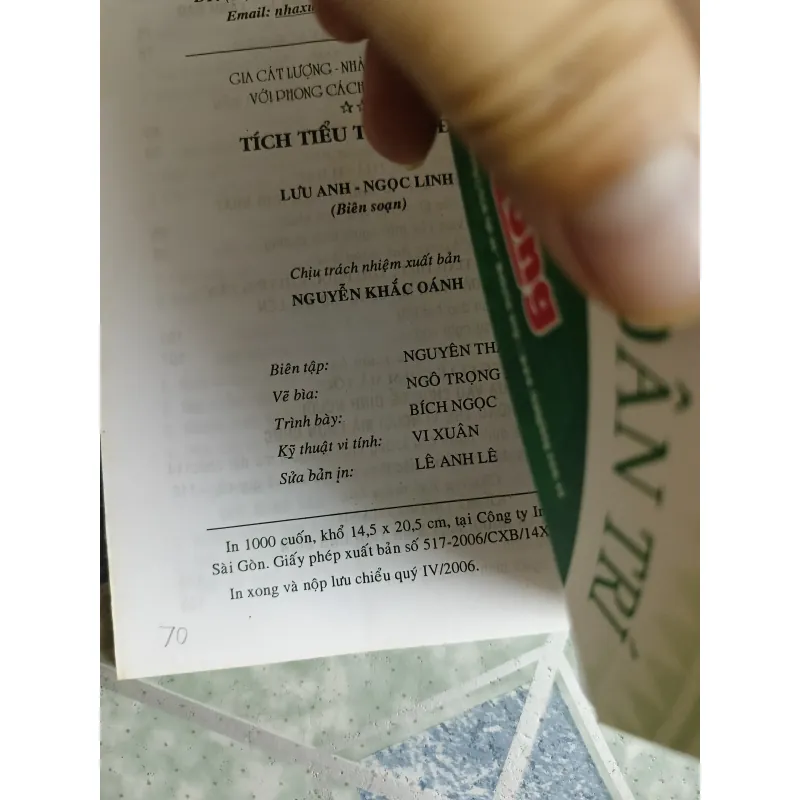 Email:
GIA CÁT LƯỢNG - NHÀ
VỚI PHONG CÁCH
TÍCH TIỂU
LƯU ANH - NGỌC LINH
(Biên soạn)
Chịu trách nhiệm xuất bản
NGUYỄN KHẮC OÁNH
Biên tập: NGUYÊN
Vẽ bìa: NGÔ TRỌNG
Trình bày: BÍCH NGỌC
Kỹ thuật vi tính: VI XUÂN
Sửa bản in: LÊ ANH LÊ
In 1000 cuốn, khổ 14,5 x 20,5 cm, tại Công ty In
Sài Gòn. Giấy phép xuất bản số 517-2006/CXB/14X
In xong và nộp lưu chiểu quý IV/2006.
70
ong
DÂN TRÍ